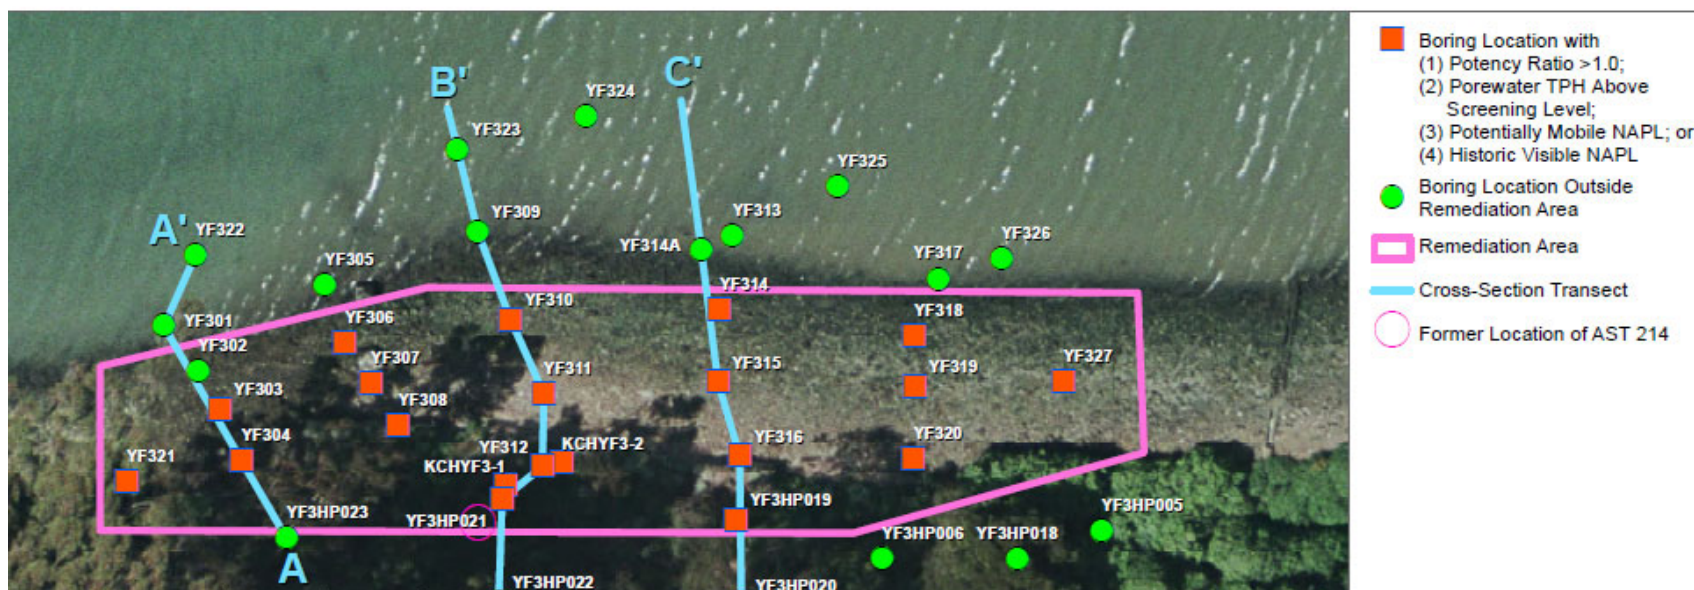 YF324
B'
C'
YF323
YF325
YF309
YF313
A'
YF322
YF314A
YF326
YF305
YF317
YF301
YF310
YF314
YF306
YF318
YF302
YF307
YF311
YF315
YF319
YF327
YF303
YF308
YF304
YF312
KCHYF3-2
YF316
YF320
YF321
KCHYF3-1
YF3HP023
YF3HP021
YF3HP019
YF3HP005
YF3HP006
YF3HP018
A
YF3HP022
YF3HP020
Boring Location with
(1) Potency Ratio >1.0;
(2) Porewater TPH Above
Screening Level;
(3) Potentially Mobile NAPL; or
(4) Historic Visible NAPL
Boring Location Outside
Remediation Area
Remediation Area
Cross-Section Transect
Former Location of AST 214